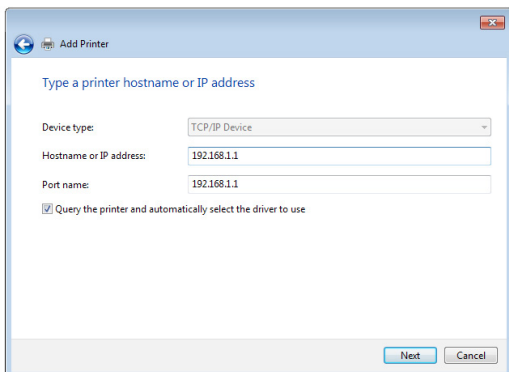 Add Printer
Type a printer hostname or IP address
Device type: TCP/IP Device
Hostname or IP address: 192.168.1.1
Port name: 192.168.1.1
Query the printer and automatically select the driver to use
Next Cancel